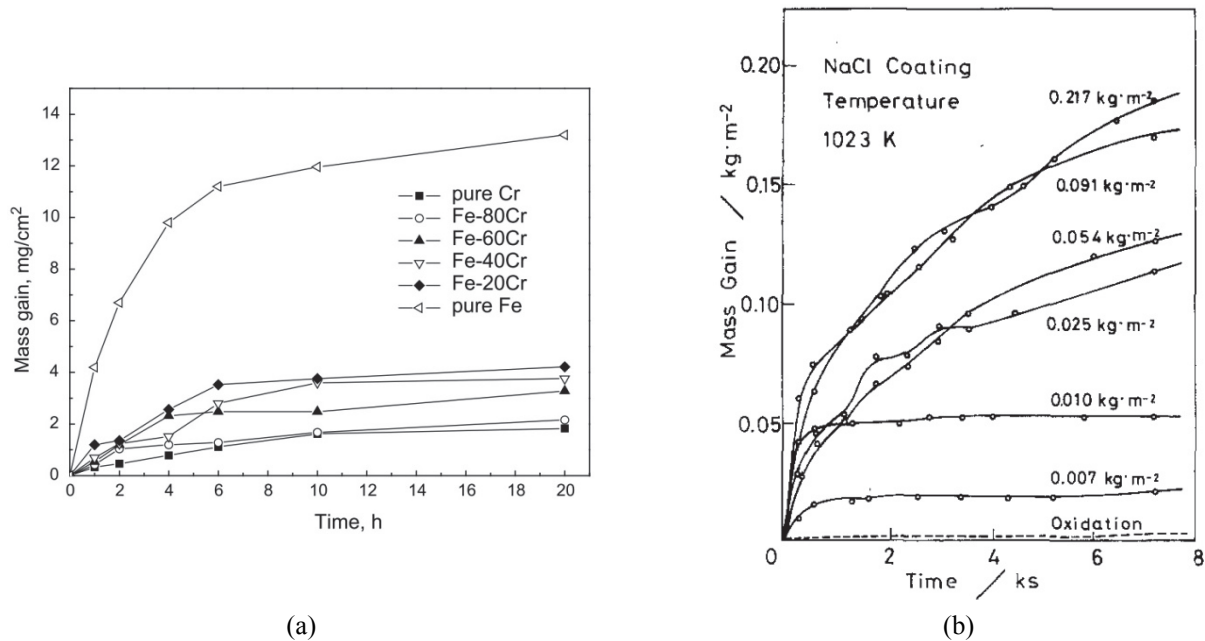 15
14
12
10
8
6
4
2
0
Mass gain, mg/cm²
pure Cr
Fe-80Cr
Fe-60Cr
Fe-40Cr
Fe-20Cr
pure Fe
0 2 4 6 8 10 12 14 16 18 20
Time, h
(a)
NaCl Coating
Temperature
1023 K
0.20
0.15
0.10
0.05
Mass Gain / kg·m⁻²
0.217 kg·m⁻²
0.091 kg·m⁻²
0.054 kg·m⁻²
0.025 kg·m⁻²
0.010 kg·m⁻²
0.007 kg·m⁻²
Oxidation
0 2 4 6 8
Time / ks
(b)